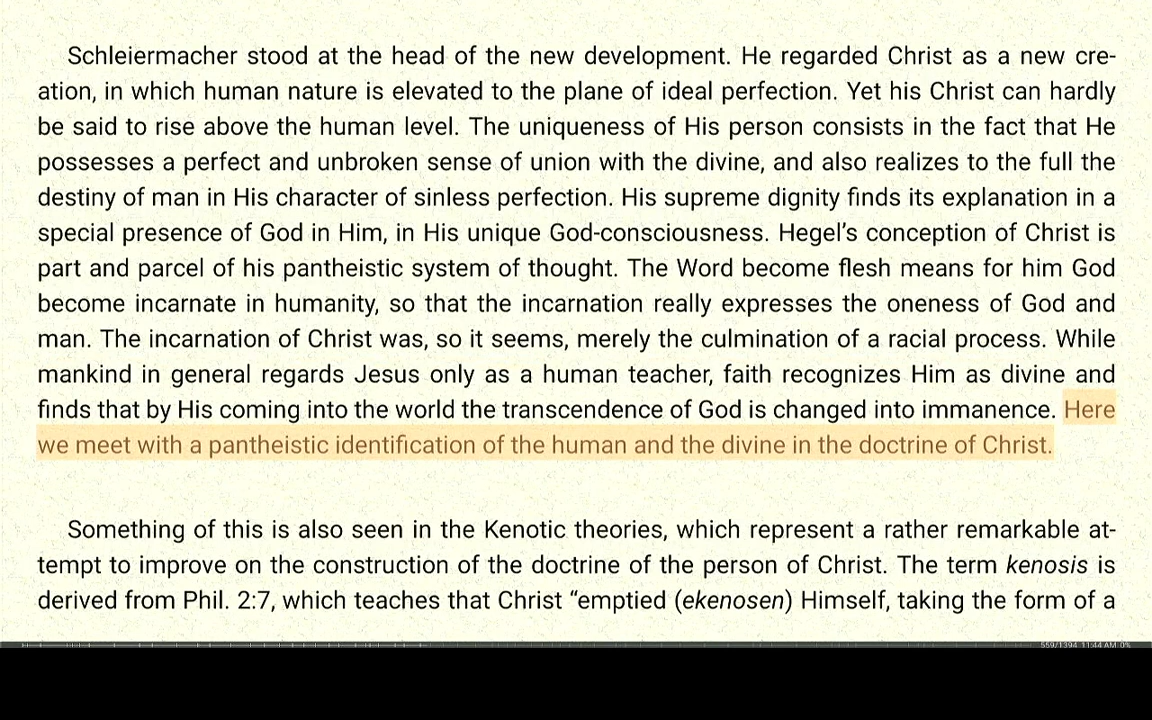 Schleiermacher stood at the head of the new development. He regarded Christ as a new cre-
ation, in which human nature is elevated to the plane of ideal perfection. Yet his Christ can hardly
be said to rise above the human level. The uniqueness of His person consists in the fact that He
possesses a perfect and unbroken sense of union with the divine, and also realizes to the full the
destiny of man in His character of sinless perfection. His supreme dignity finds its explanation in a
special presence of God in Him, in His unique God-consciousness. Hegel’s conception of Christ is
part and parcel of his pantheistic system of thought. The Word become flesh means for him God
become incarnate in humanity, so that the incarnation really expresses the oneness of God and
man. The incarnation of Christ was, so it seems, merely the culmination of a racial process. While
mankind in general regards Jesus only as a human teacher, faith recognizes Him as divine and
finds that by His coming into the world the transcendence of God is changed into immanence. Here
we meet with a pantheistic identification of the human and the divine in the doctrine of Christ.
Something of this is also seen in the Kenotic theories, which represent a rather remarkable at-
tempt to improve on the construction of the doctrine of the person of Christ. The term kenosis is
derived from Phil. 2:7, which teaches that Christ “emptied (ekenosen) Himself, taking the form of a
559/1394 11:44 AM 0%